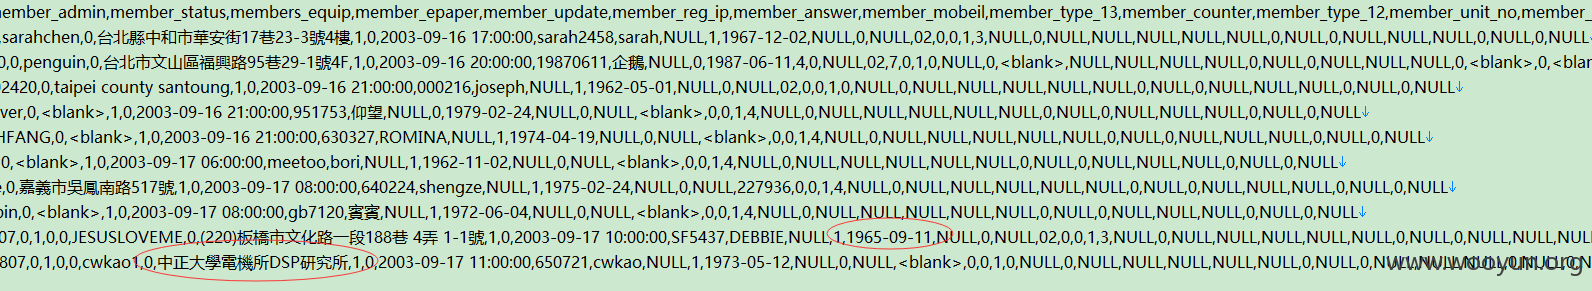 ember_admin,member_status,members_equip,member_epaper,member_update,member_reg_ip,member_answer,member_mobeil,member_type_13,member_counter,member_type_12,member_unit_no,member_
,sarahchen,0,台北縣中和市華安街17巷23-3號4樓,1,0,2003-09-16 17:00:00,sarah2458,sarah,NULL,1,1967-12-02,NULL,0,NULL,02,0,0,1,3,NULL,0,NULL,NULL,NULL,NULL,NULL,0,NULL,NULL,NULL,NULL,0,NULL,0,NULL↓
0,0,penguin,0,台北市文山區福興路95巷29-1號4F,1,0,2003-09-16 20:00:00,19870611,企鵝,NULL,0,1987-06-11,4,0,NULL,02,7,0,1,0,NULL,0,<blank>,NULL,NULL,NULL,NULL,0,NULL,NULL,NULL,NULL,0,<blank>,0,<blan
02420,0,taipei county santoung,1,0,2003-09-16 21:00:00,000216,joseph,NULL,1,1962-05-01,NULL,0,NULL,02,0,0,1,0,NULL,0,NULL,NULL,NULL,NULL,NULL,0,NULL,NULL,NULL,NULL,0,NULL,0,NULL↓
ver,0,<blank>,1,0,2003-09-16 21:00:00,951753,仰望,NULL,0,1979-02-24,NULL,0,NULL,<blank>,0,0,1,4,NULL,0,NULL,NULL,NULL,NULL,NULL,0,NULL,NULL,NULL,NULL,0,NULL,0,NULL↓
HFANG,0,<blank>,1,0,2003-09-16 21:00:00,630327,ROMINA,NULL,1,1974-04-19,NULL,0,NULL,<blank>,0,0,1,4,NULL,0,NULL,NULL,NULL,NULL,NULL,0,NULL,NULL,NULL,NULL,0,NULL,0,NULL↓
0,<blank>,1,0,2003-09-17 06:00:00,meetoo,bori,NULL,1,1962-11-02,NULL,0,NULL,<blank>,0,0,1,4,NULL,0,NULL,NULL,NULL,NULL,NULL,0,NULL,NULL,NULL,NULL,0,NULL,0,NULL↓
e,0,嘉義市吳鳳南路517號,1,0,2003-09-17 08:00:00,640224,shengze,NULL,1,1975-02-24,NULL,0,NULL,227936,0,0,1,4,NULL,0,NULL,NULL,NULL,NULL,NULL,0,NULL,NULL,NULL,NULL,0,NULL,0,NULL↓
bin,0,<blank>,1,0,2003-09-17 08:00:00,gb7120,賓賓,NULL,1,1972-06-04,NULL,0,NULL,<blank>,0,0,1,4,NULL,0,NULL,NULL,NULL,NULL,NULL,0,NULL,NULL,NULL,NULL,0,NULL,0,NULL↓
07,0,1,0,0,JESUSLOVEME,0,(220)板橋市文化路一段188巷 4弄 1-1號,1,0,2003-09-17 10:00:00,SF5437,DEBBIE,NULL,1,1965-09-11,NULL,0,NULL,02,0,0,1,3,NULL,0,NULL,NULL,NULL,NULL,NULL,0,NULL,NULL,NUL
807,0,1,0,0,cwkao1,0,中正大學電機所DSP研究所,1,0,2003-09-17 11:00:00,650721,cwkao,NULL,1,1973-05-12,NULL,0,NULL,<blank>,0,0,1,0,NULL,0,NULL,NULL,NULL,NULL,NULL,0,NULL
www.wooyun.org